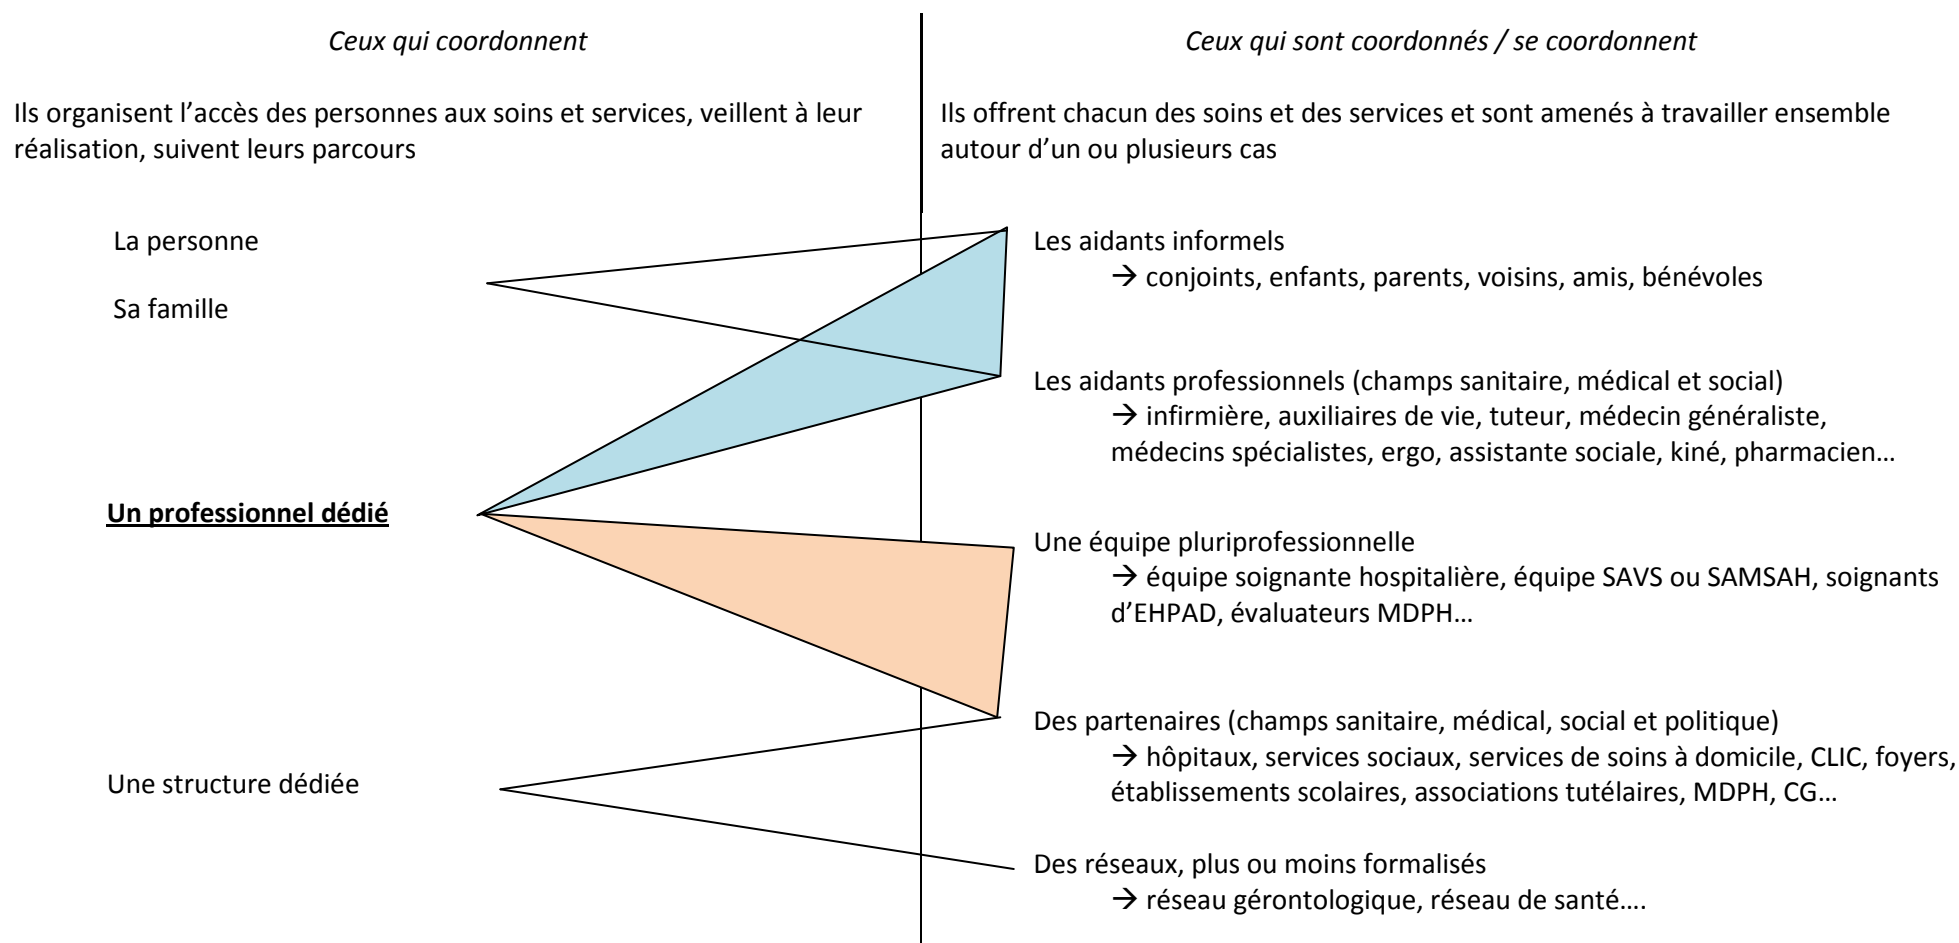 Ceux qui coordonnent
Ceux qui sont coordonnés / se coordonnent
Ils organisent l’accès des personnes aux soins et services, veillent à leur
réalisation, suivent leurs parcours
Ils offrent chacun des soins et des services et sont amenés à travailler ensemble
autour d’un ou plusieurs cas
La personne
Sa famille
Un professionnel dédié
Une structure dédiée
Les aidants informels
→ conjoints, enfants, parents, voisins, amis, bénévoles
Les aidants professionnels (champs sanitaire, médical et social)
→ infirmière, auxiliaires de vie, tuteur, médecin généraliste,
médecins spécialistes, ergo, assistante sociale, kiné, pharmacien…
Une équipe pluriprofessionnelle
→ équipe soignante hospitalière, équipe SAVS ou SAMSAH, soignants
d’EHPAD, évaluateurs MDPH…
Des partenaires (champs sanitaire, médical, social et politique)
→ hôpitaux, services sociaux, services de soins à domicile, CLIC, foyers,
établissements scolaires, associations tutélaires, MDPH, CG…
Des réseaux, plus ou moins formalisés
→ réseau gérontologique, réseau de santé….